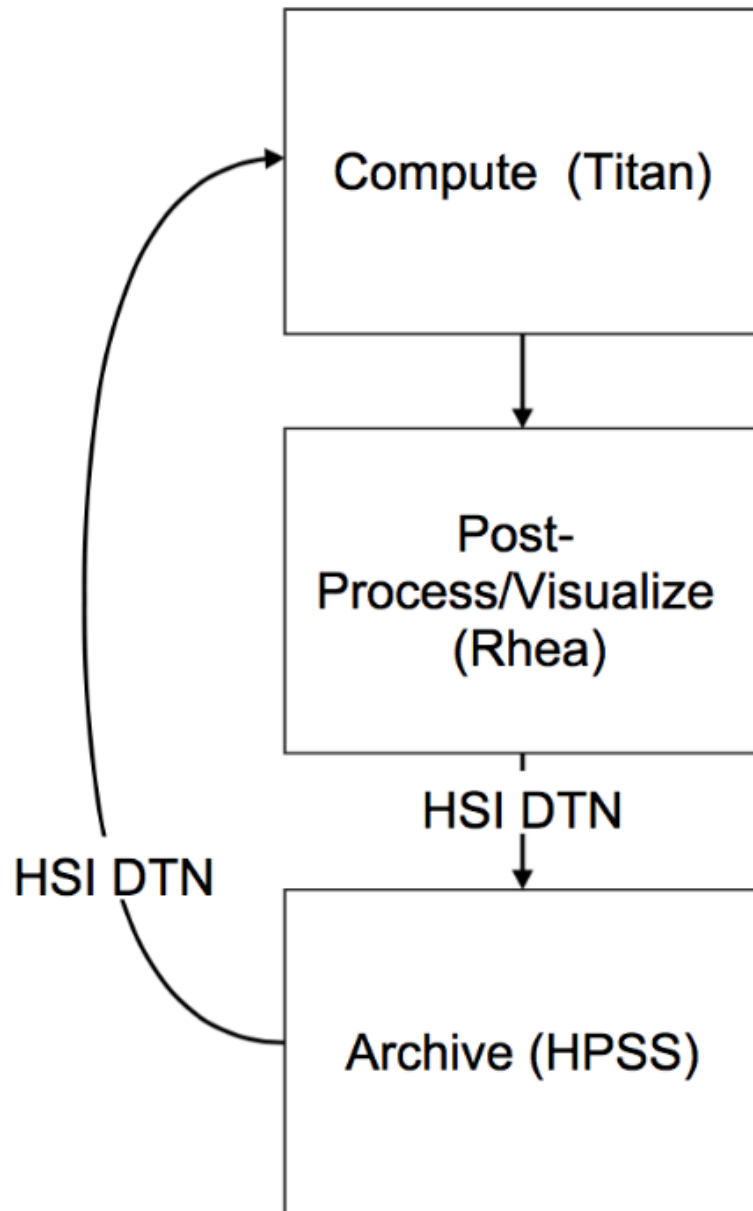 Compute  (Titan)
Post-
Process/Visualize
(Rhea)
HSI DTN
HSI DTN
Archive (HPSS)